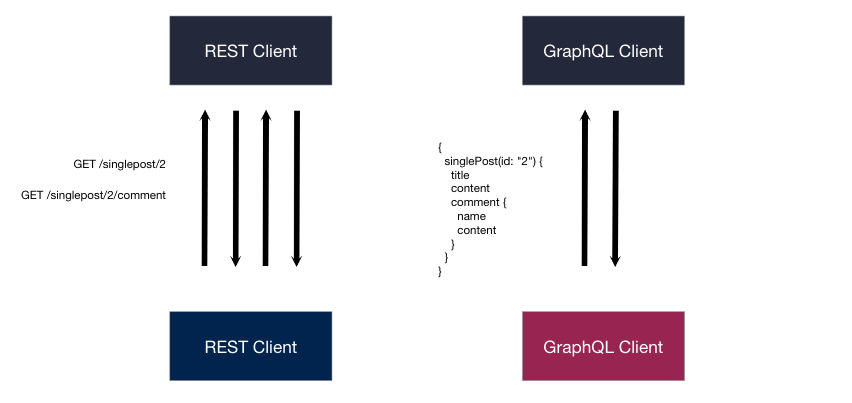 REST Client
GraphQL Client
GET /singlepost/2
GET /singlepost/2/comment
{
singlePost(id: "2") {
title
content
comment {
name
content
}
}
}
REST Client
GraphQL Client